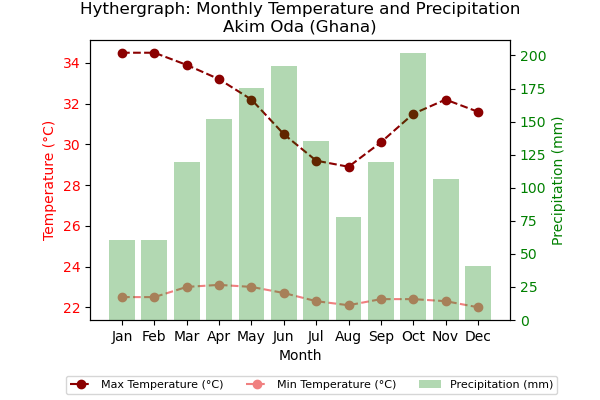 Hythergraph: Monthly Temperature and Precipitation
Akim Oda (Ghana)
Temperature (°C)
34
32
30
28
26
24
22
200
175
150
125
100
75
50
25
0
Precipitation (mm)
Jan Feb Mar Apr May Jun Jul Aug Sep Oct Nov Dec
Month
Max Temperature (°C) Min Temperature (°C) Precipitation (mm)